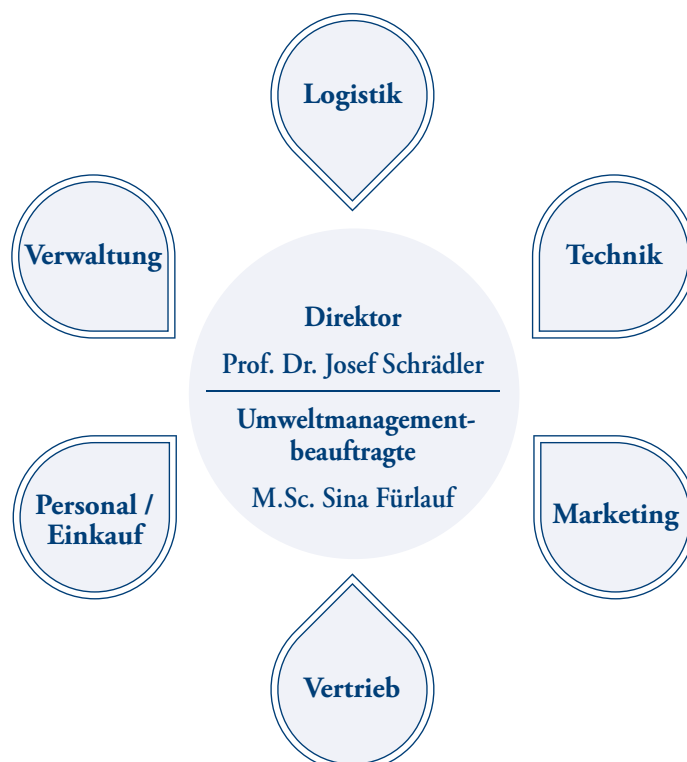 Logistik
Verwaltung
Technik
Direktor
Prof. Dr. Josef Schrädler
Umweltmanagement-
beauftragte
M.Sc. Sina Fürlauf
Personal /
Einkauf
Marketing
Vertrieb